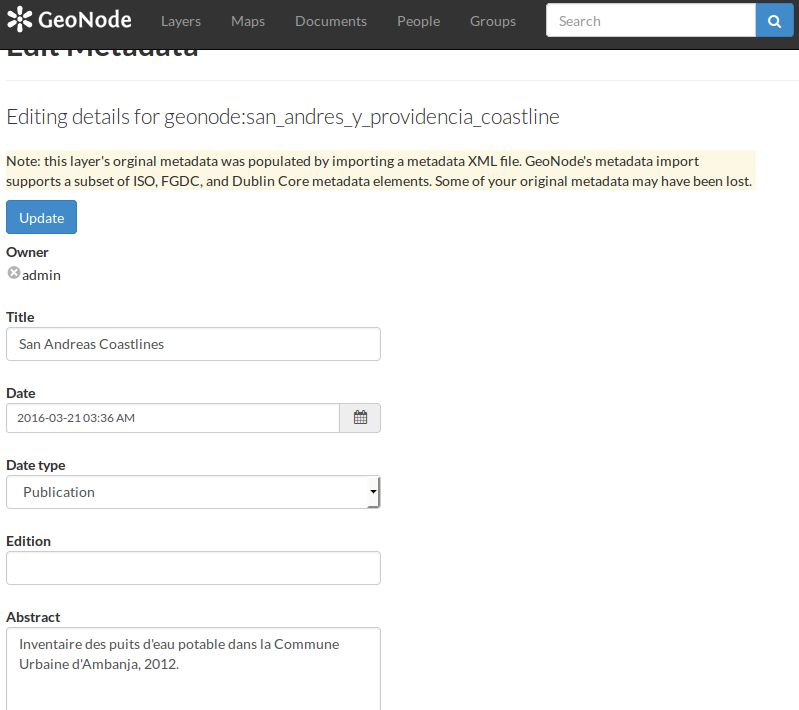 GeoNode Layers Maps Documents People Groups Search
Edit Metadata
Editing details for geonode:san_andres_y_providencia_coastline
Note: this layer's orginal metadata was populated by importing a metadata XML file. GeoNode's metadata import
supports a subset of ISO, FGDC, and Dublin Core metadata elements. Some of your original metadata may have been lost.
Update
Owner
admin
Title
San Andreas Coastlines
Date
2016-03-21 03:36 AM
Date type
Publication
Edition
Abstract
Inventaire des puits d'eau potable dans la Commune
Urbaine d'Ambanja, 2012.